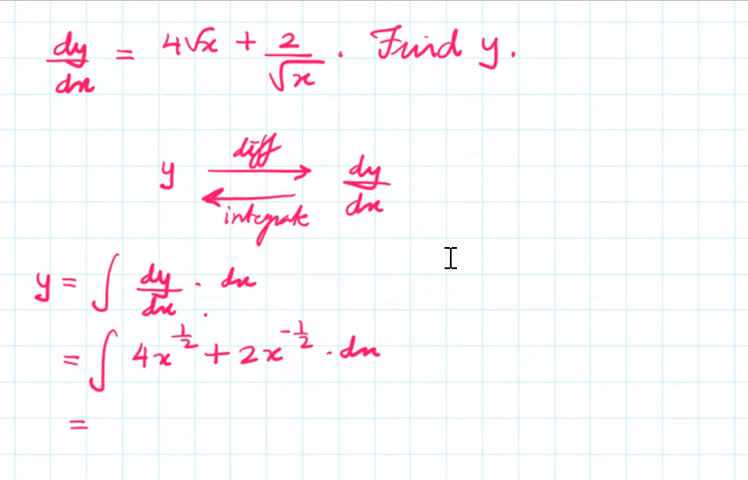 dy/dx = 4√x + 2/√x . Find y.
diff
y ⟶ dy/dx
⟵
integrate
y = ∫ dy/dx . dx
= ∫ 4x^(1/2) + 2x^(-1/2) . dx
=